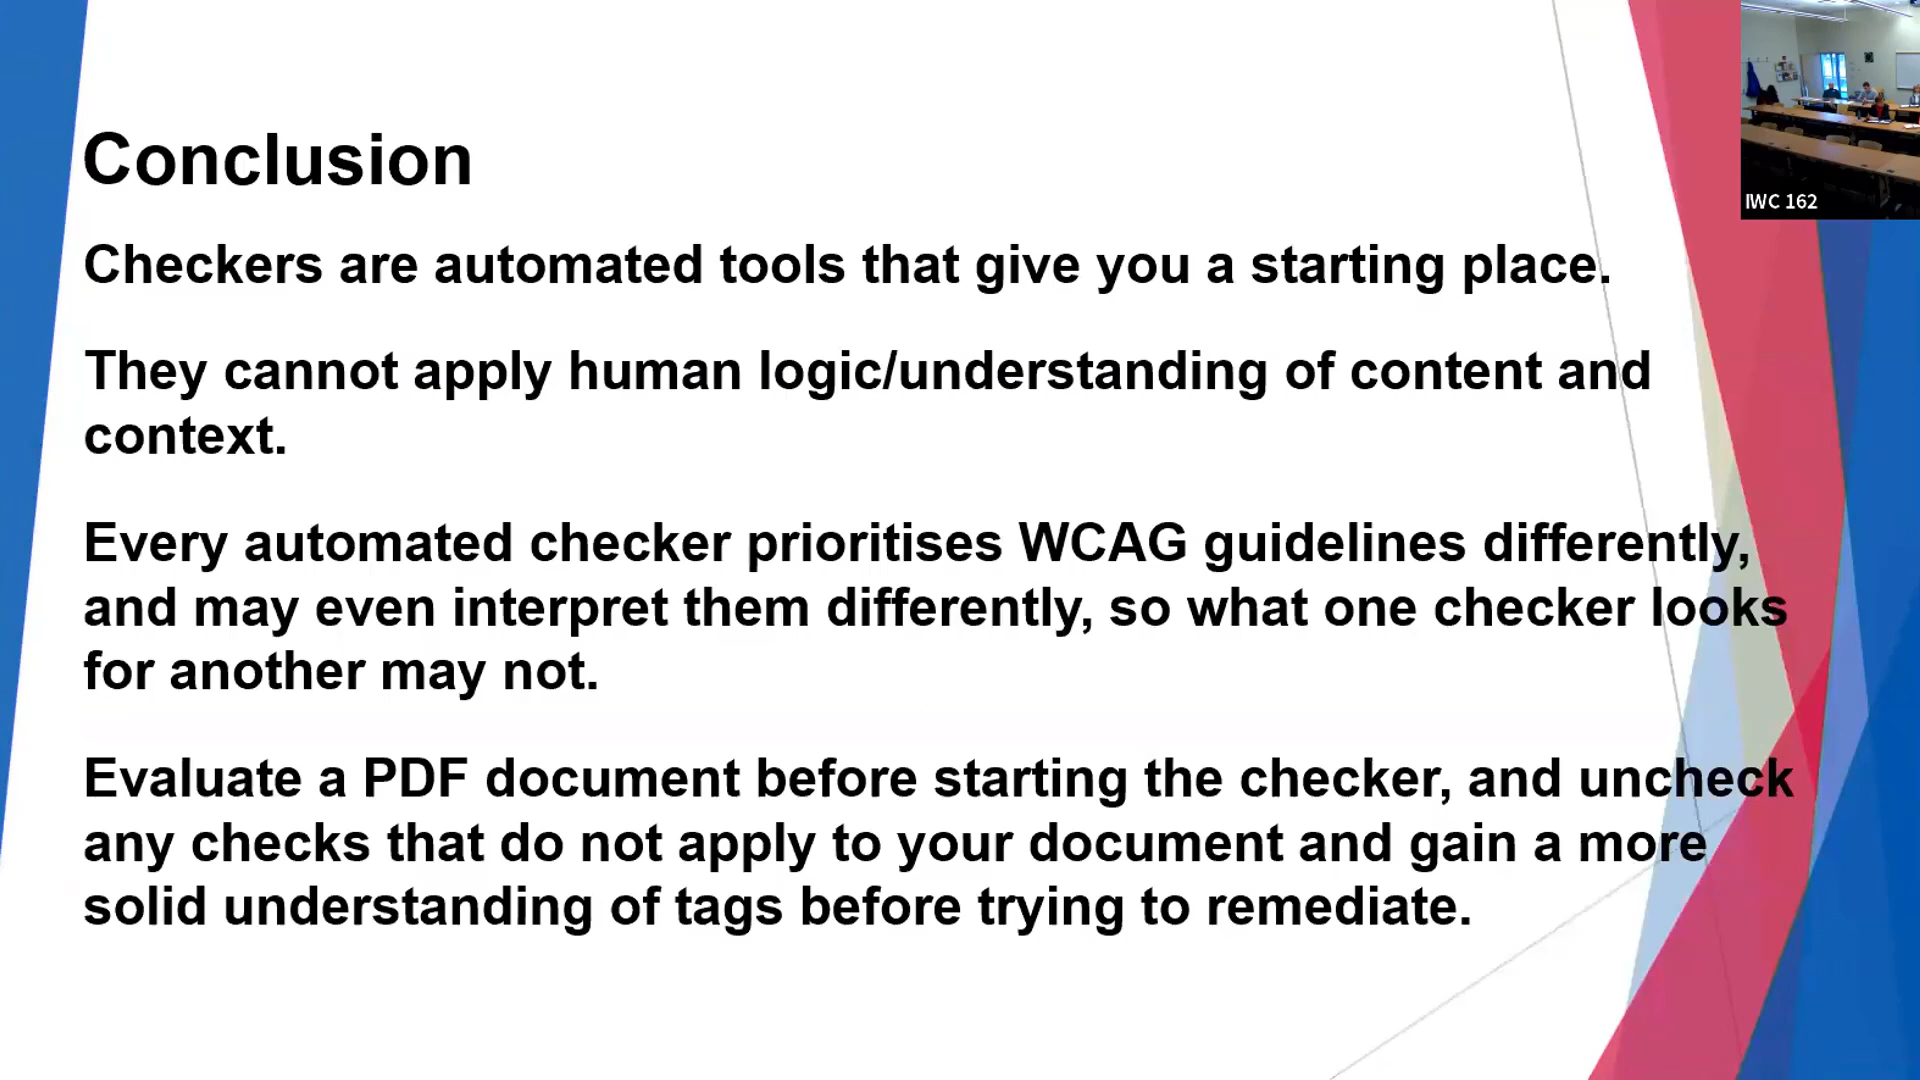 Conclusion
Checkers are automated tools that give you a starting place.
They cannot apply human logic/understanding of content and
context.
Every automated checker prioritises WCAG guidelines differently,
and may even interpret them differently, so what one checker looks
for another may not.
Evaluate a PDF document before starting the checker, and uncheck
any checks that do not apply to your document and gain a more
solid understanding of tags before trying to remediate.
IWC 162